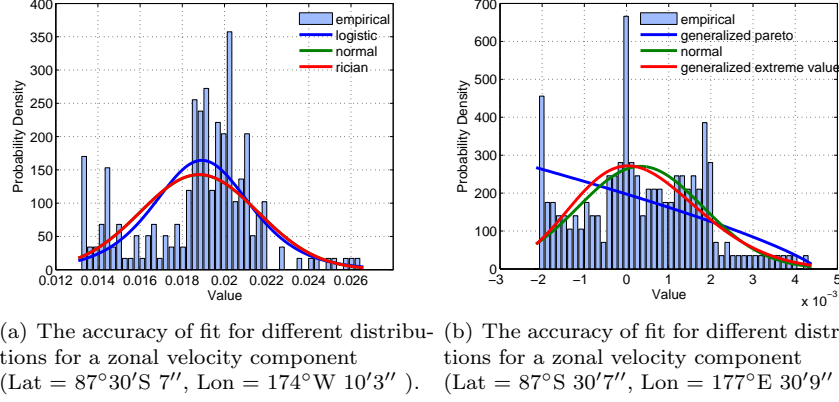 400
350
300
250
200
150
100
50
0
Probability Density
0.012 0.014 0.016 0.018 0.02 0.022 0.024 0.026
Value
empirical
logistic
normal
rician
700
600
500
400
300
200
100
0
Probability Density
−3 −2 −1 0 1 2 3 4 5
x 10⁻³
Value
empirical
generalized pareto
normal
generalized extreme value
(a) The accuracy of fit for different distribu-
tions for a zonal velocity component
(Lat = 87°30′S 7′′, Lon = 174°W 10′3′′ ).
(b) The accuracy of fit for different distr
tions for a zonal velocity component
(Lat = 87°S 30′7′′, Lon = 177°E 30′9′′